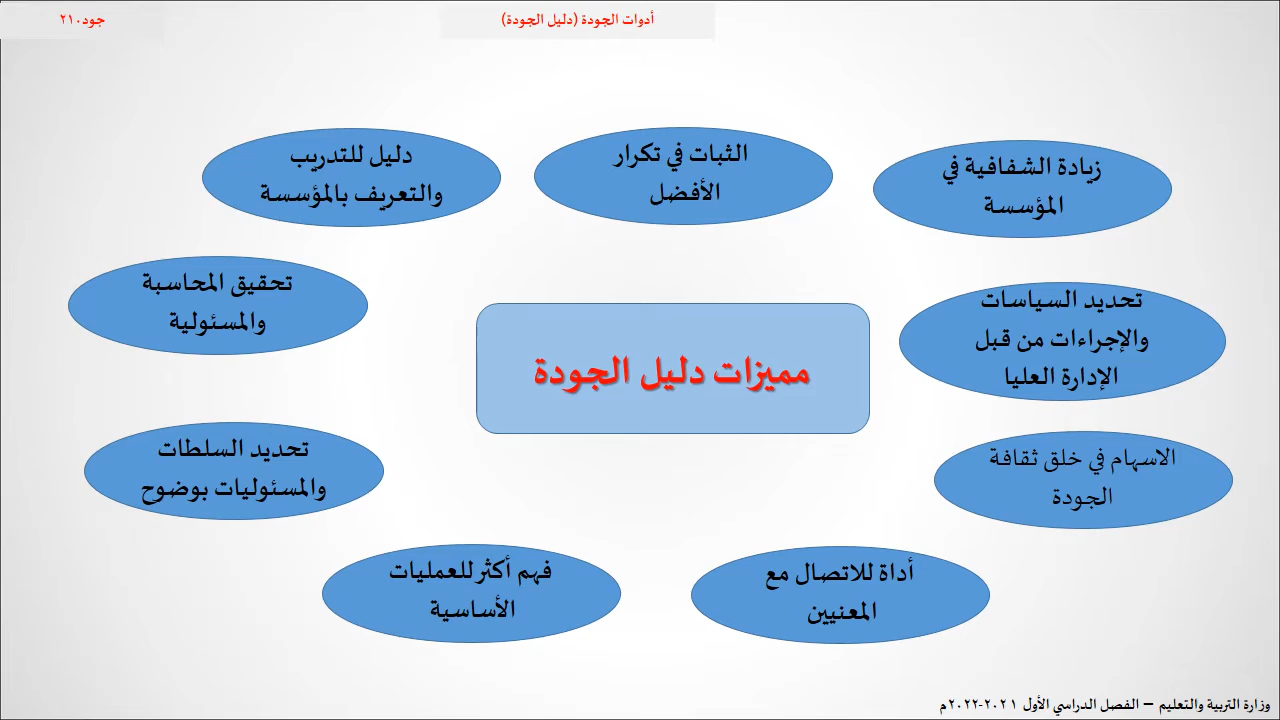 جود٢١٠
أدوات الجودة (دليل الجودة)
زيادة الشفافية في
المؤسسة
الثبات في تكرار
الأفضل
دليل للتدريب
والتعريف بالمؤسسة
تحقيق المحاسبة
والمسئولية
تحديد السياسات
والإجراءات من قبل
الإدارة العليا
مميزات دليل الجودة
تحديد السلطات
والمسئوليات بوضوح
الاسهام في خلق ثقافة
الجودة
فهم أكثر للعمليات
الأساسية
أداة للاتصال مع
المعنيين
وزارة التربية والتعليم – الفصل الدراسي الأول ٢٠٢١-٢٠٢٢م